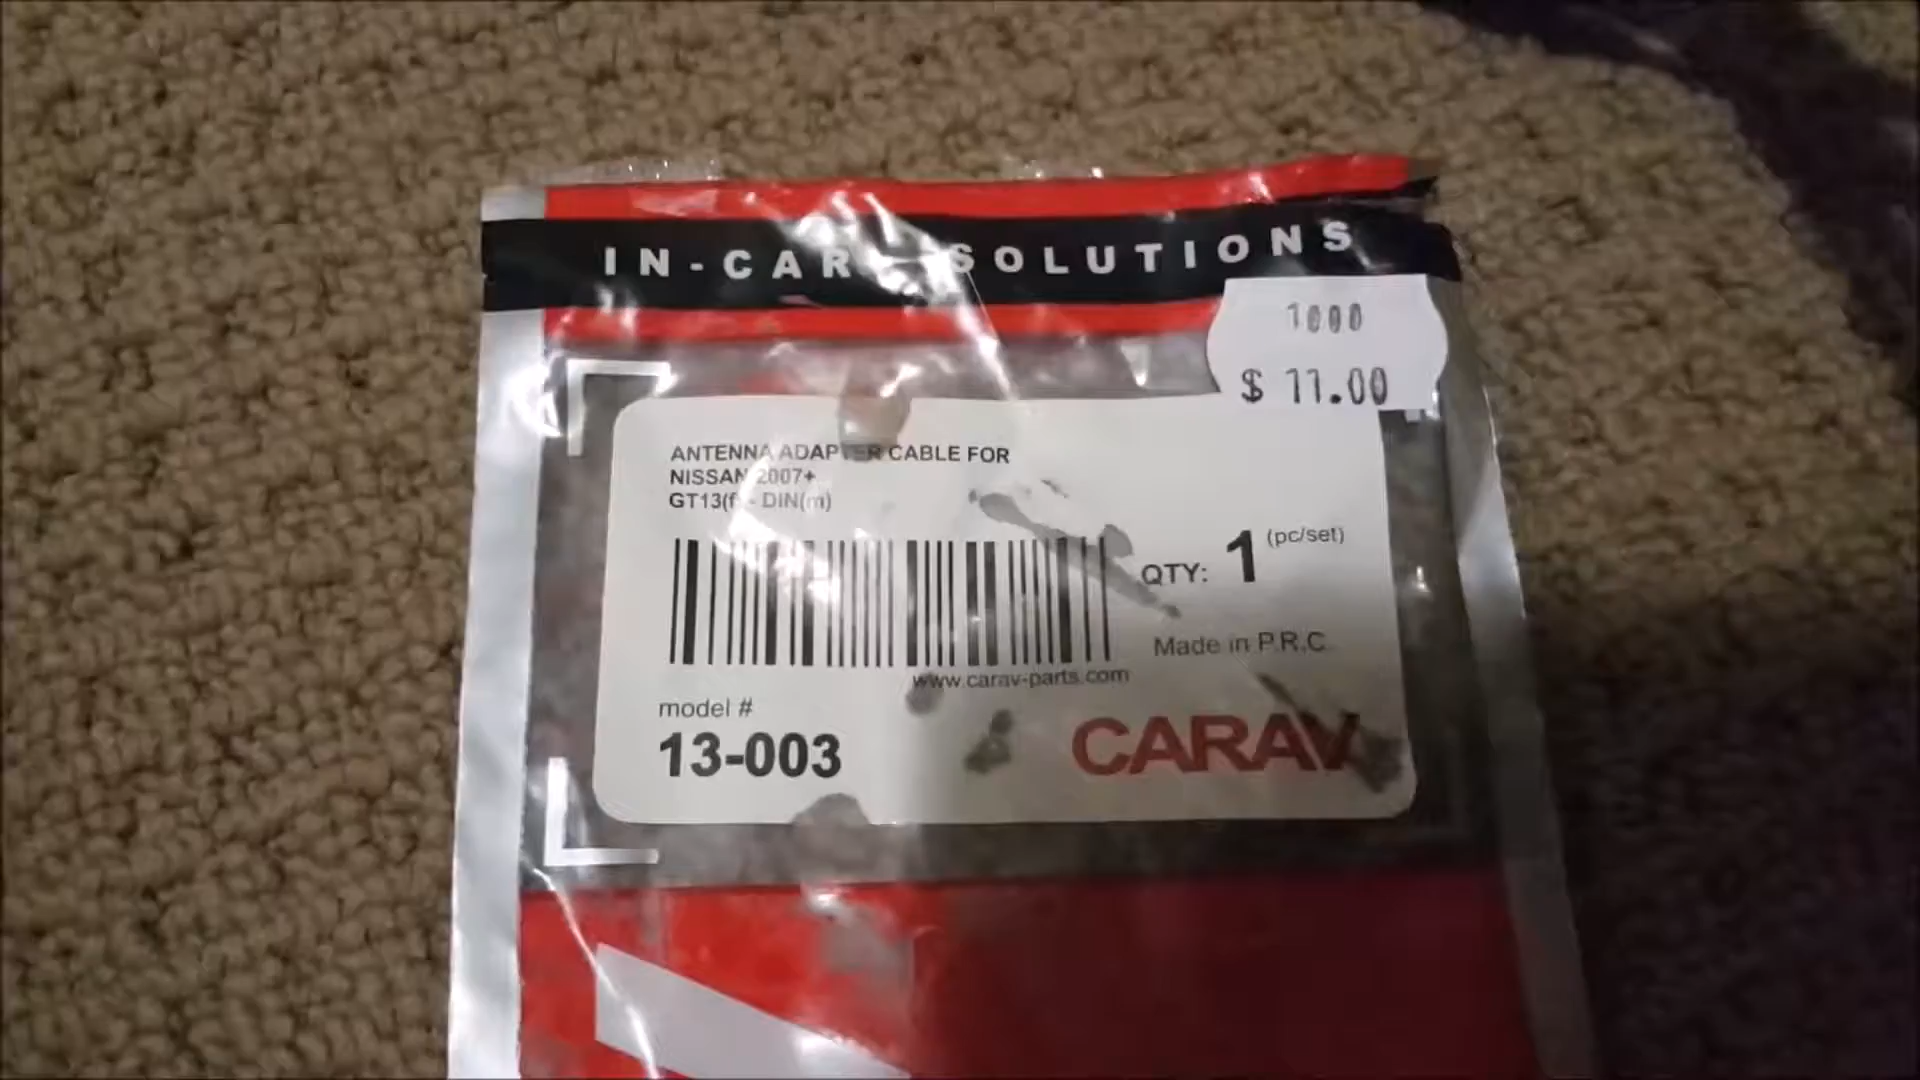 IN-CAR SOLUTIONS
1000
$ 11.00
ANTENNA ADAPTER CABLE FOR
NISSAN 2007+
GT13(f) - DIN(m)
QTY: 1 (pc/set)
Made in P.R.C.
www.carav-parts.com
model #
13-003
CARAV